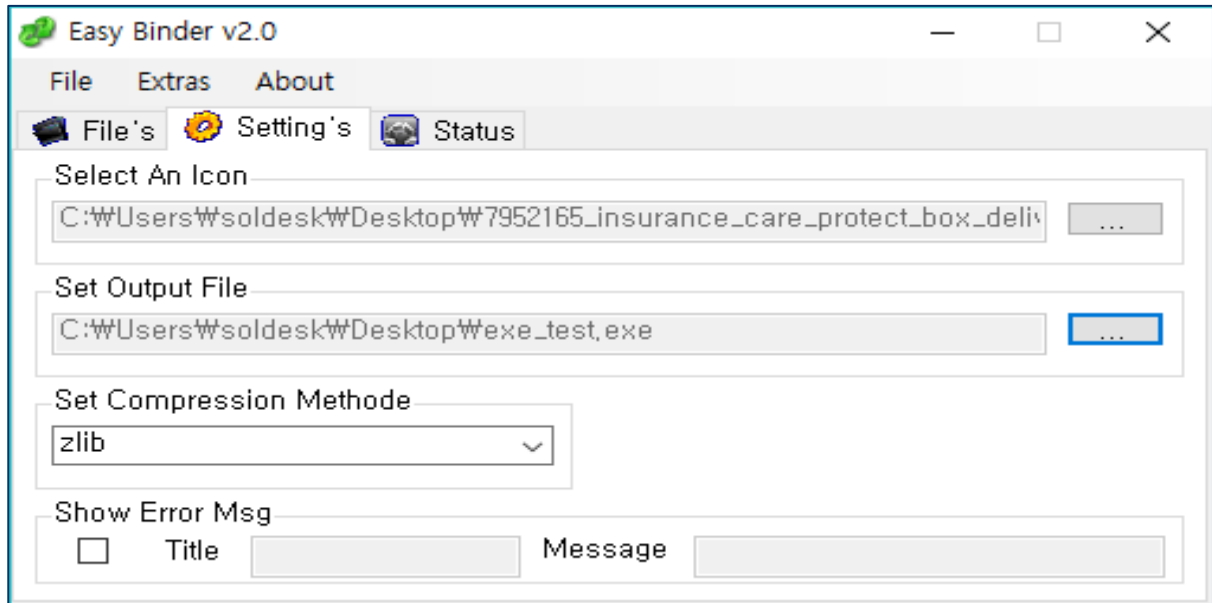 Easy Binder v2.0
File Extras About
File's Setting's Status
Select An Icon
C:₩Users₩soldesk₩Desktop₩7952165_insurance_care_protect_box_deliv
...
Set Output File
C:₩Users₩soldesk₩Desktop₩exe_test.exe
...
Set Compression Methode
zlib
Show Error Msg
Title Message